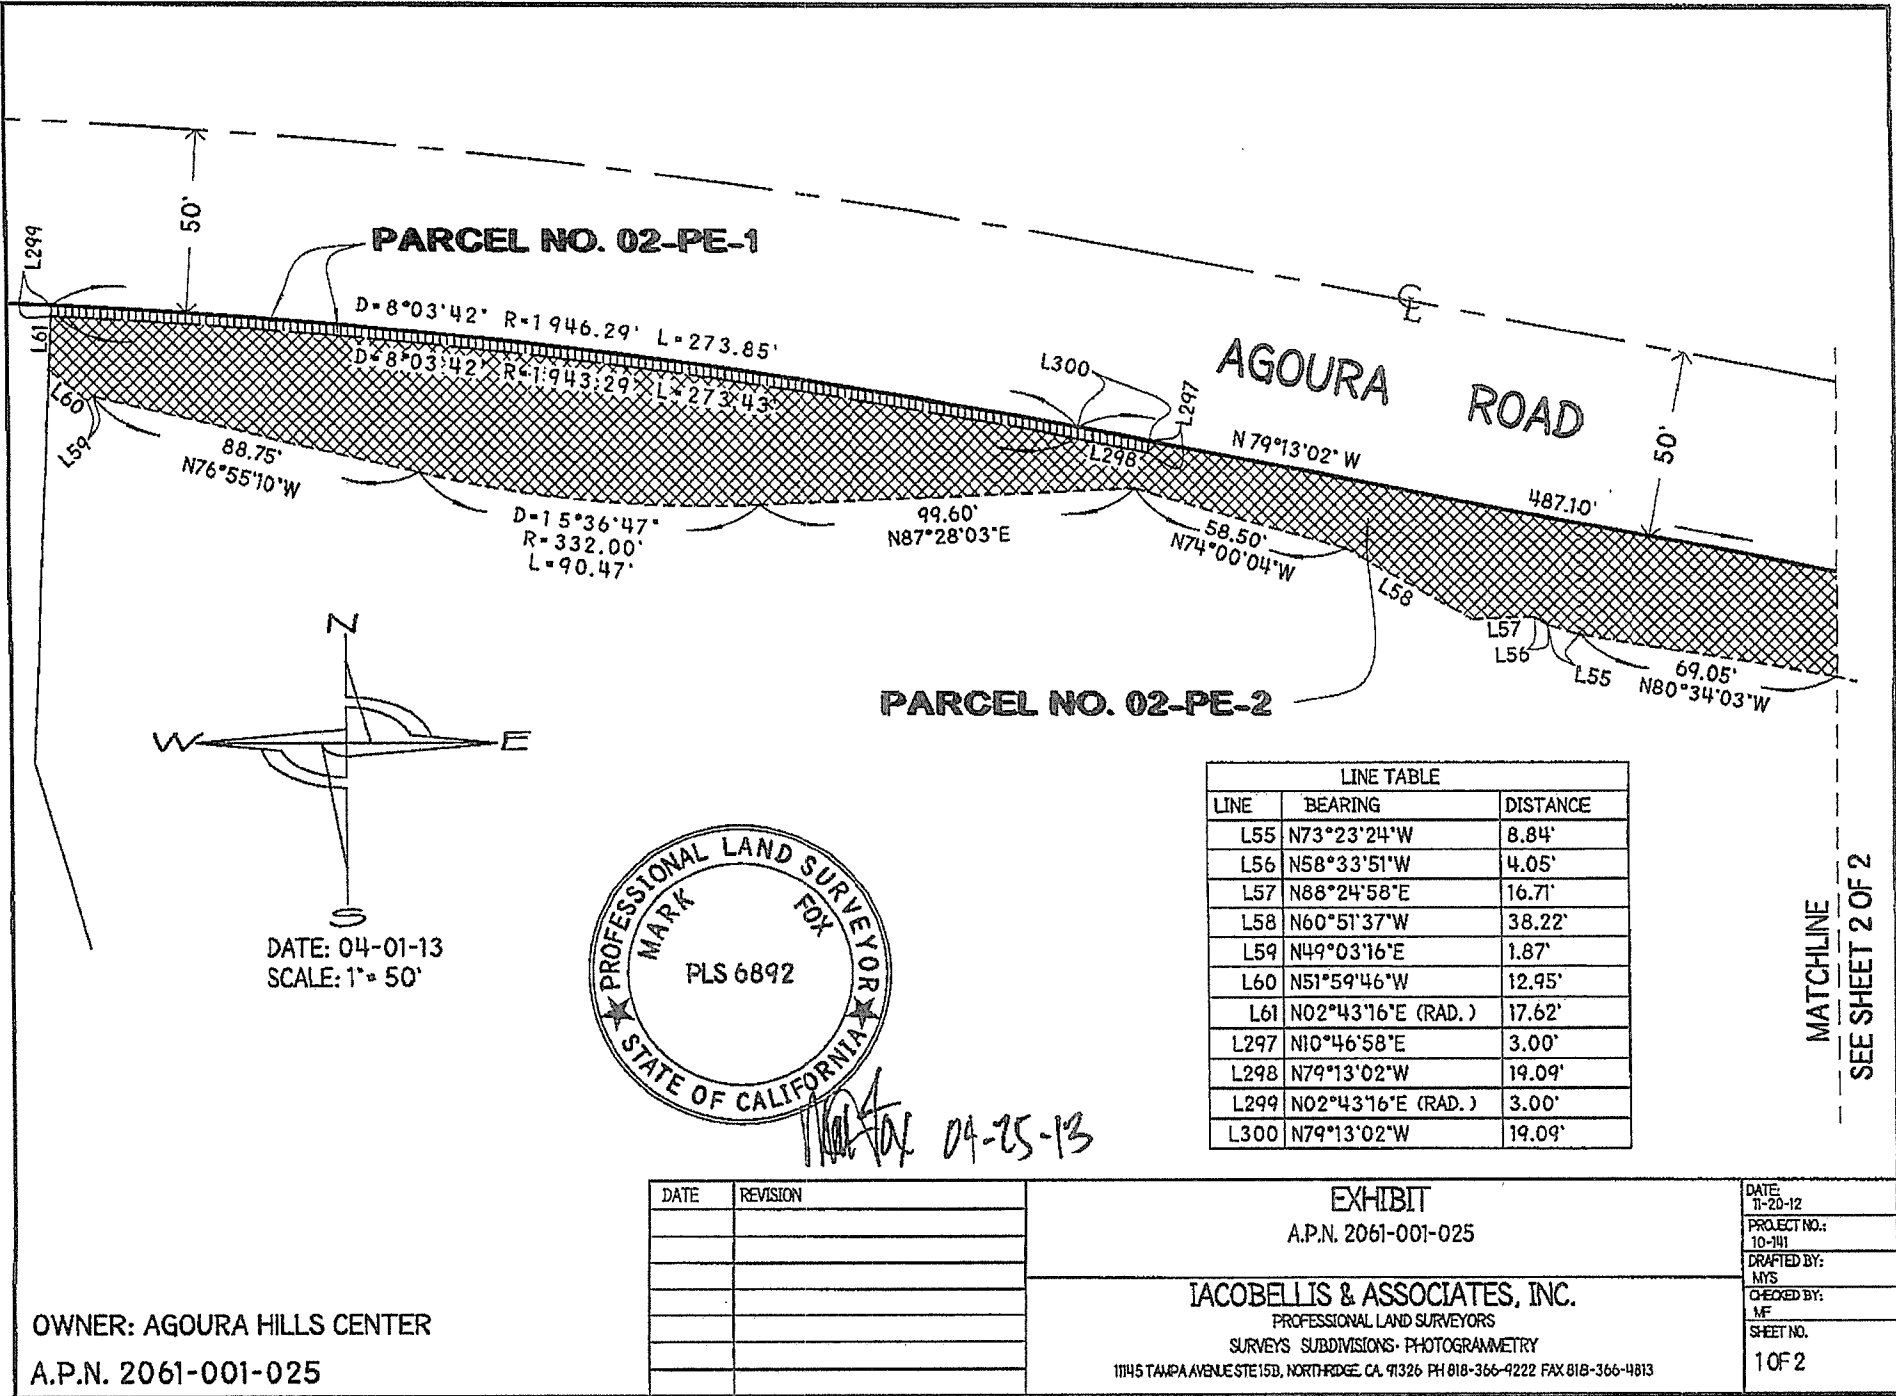 50'
L299
PARCEL NO. 02-PE-1
D=8°03'42" R=1946.29' L=273.85'
D=8°03'42" R=1943.29' L=273.43'
L61
L60
L59
88.75'
N76°55'10"W
D=15°36'47"
R=332.00'
L=90.47'
99.60'
N87°28'03"E
L300
L297
L298
CL
AGOURA ROAD
N79°13'02"W
487.10'
50'
58.50'
N74°00'04"W
L58
L57
L56
L55
69.05'
N80°34'03"W
PARCEL NO. 02-PE-2
N
W E
S
DATE: 04-01-13
SCALE: 1"= 50'
PROFESSIONAL LAND SURVEYOR
MARK FOX
PLS 6892
STATE OF CALIFORNIA
Mark Fox 04-25-13
LINE TABLE
LINE BEARING DISTANCE
L55 N73°23'24"W 8.84'
L56 N58°33'51"W 4.05'
L57 N88°24'58"E 16.71'
L58 N60°51'37"W 38.22'
L59 N49°03'16"E 1.87'
L60 N51°59'46"W 12.95'
L61 N02°43'16"E (RAD.) 17.62'
L297 N10°46'58"E 3.00'
L298 N79°13'02"W 19.09'
L299 N02°43'16"E (RAD.) 3.00'
L300 N79°13'02"W 19.09'
MATCHLINE
SEE SHEET 2 OF 2
OWNER: AGOURA HILLS CENTER
A.P.N. 2061-001-025
DATE REVISION
EXHIBIT
A.P.N. 2061-001-025
IACOBELLIS & ASSOCIATES, INC.
PROFESSIONAL LAND SURVEYORS
SURVEYS SUBDIVISIONS· PHOTOGRAMMETRY
11145 TAMPA AVENUE STE 15B, NORTHRIDGE, CA. 91326 PH 818-366-9222 FAX 818-366-4813
DATE:
11-20-12
PROJECT NO.:
10-141
DRAFTED BY:
MYS
CHECKED BY:
MF
SHEET NO.
1 OF 2